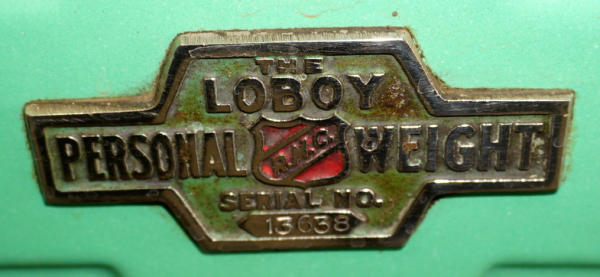 THE
LOBOY
PERSONAL R.M.C. WEIGHT
SERIAL NO.
13638